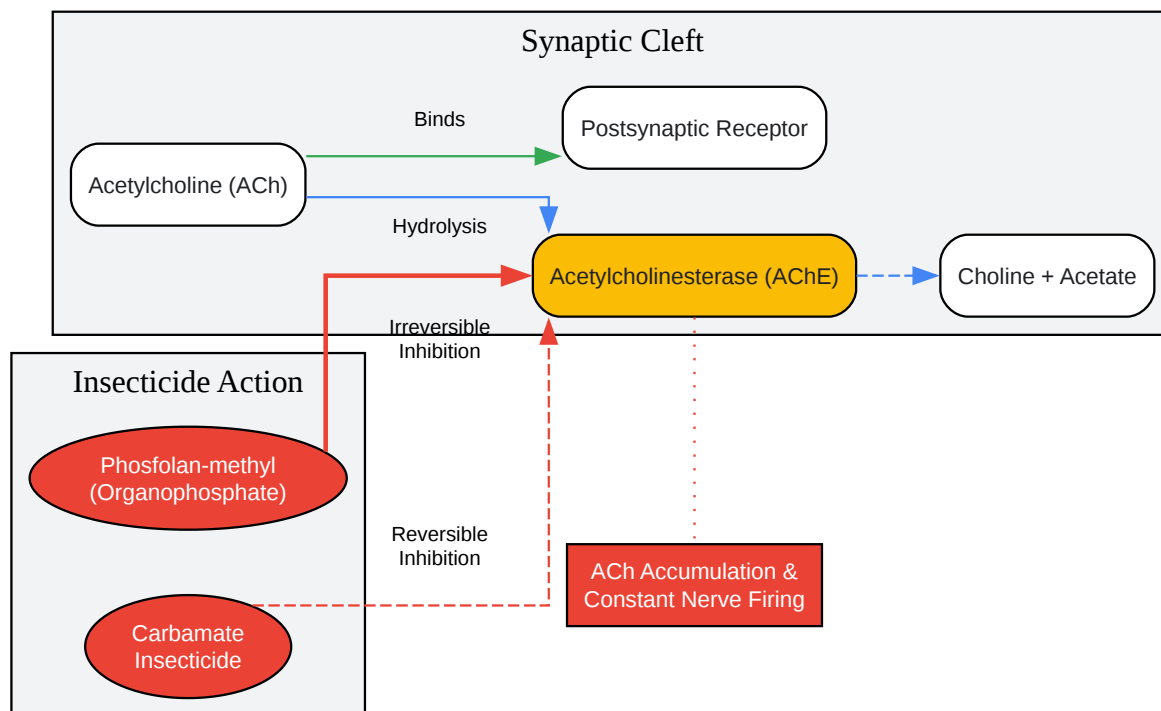 Synaptic Cleft
Binds
Postsynaptic Receptor
Acetylcholine (ACh)
Hydrolysis
Acetylcholinesterase (AChE)
Choline + Acetate
Irreversible
Inhibition
Insecticide Action
Phosfolan-methyl
(Organophosphate)
Reversible
Inhibition
ACh Accumulation &
Constant Nerve Firing
Carbamate
Insecticide